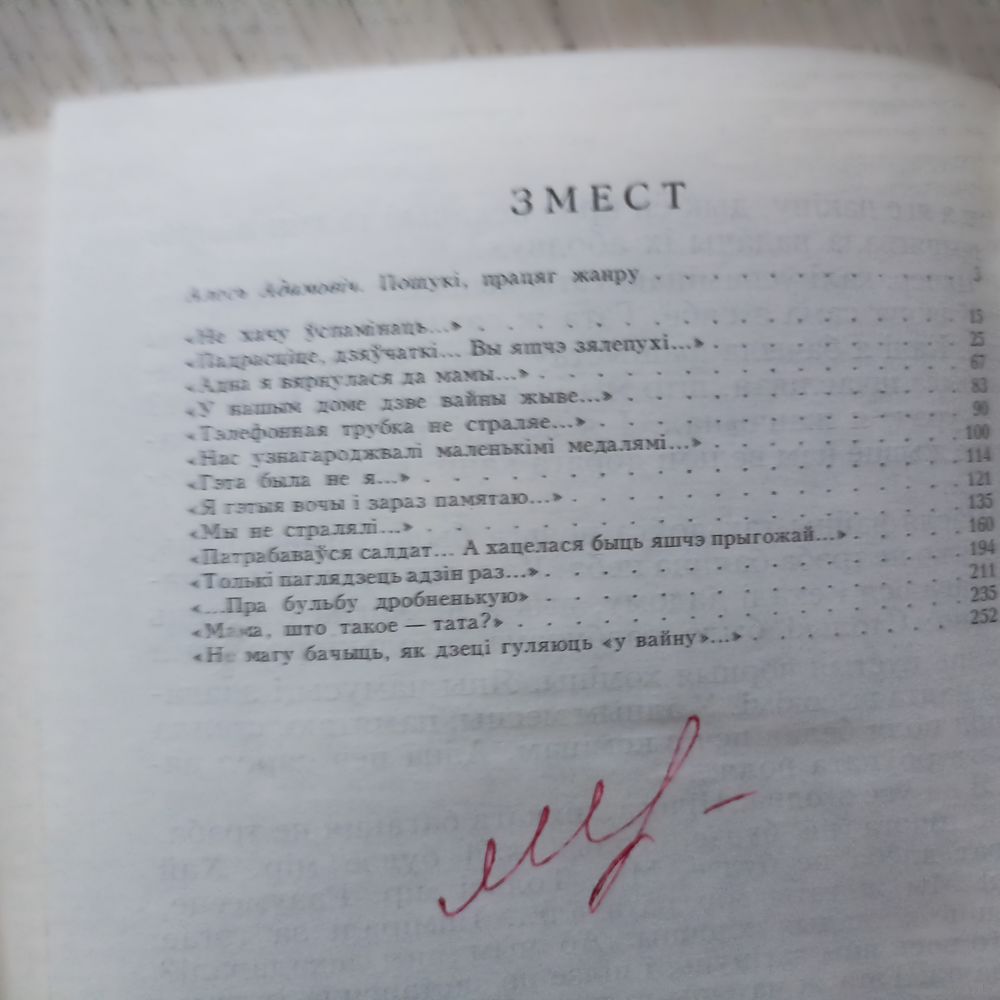 ЗМЕСТ
Алесь Адамовіч. Пошукі, працяг жанру . . . . . . . . . . . . . 3
«Не хачу ўспамінаць...» . . . . . . . . . . . . . . . . . . 15
«Падрасціце, дзяўчаткі... Вы яшчэ зялепухі...» . . . . . . . . . 25
«Адна я вярнулася да мамы...» . . . . . . . . . . . . . . . 67
«У нашым доме дзве вайны жыве...» . . . . . . . . . . . . 83
«Тэлефонная трубка не страляе...» . . . . . . . . . . . . . 90
«Нас узнагароджвалі маленькімі медалямі...» . . . . . . . . . 100
«Гэта была не я...» . . . . . . . . . . . . . . . . . . . 114
«Я гэтыя вочы і зараз памятаю...» . . . . . . . . . . . . . . 121
«Мы не стралялі...» . . . . . . . . . . . . . . . . . . . 135
«Патрабаваўся салдат... А хацелася быць яшчэ прыгожай...» . . . . 160
«Толькі паглядзець адзін раз...» . . . . . . . . . . . . . . 194
«...Пра бульбу дробненькую» . . . . . . . . . . . . . . . 211
«Мама, што такое — тата?» . . . . . . . . . . . . . . . . 235
«Не магу бачыць, як дзеці гуляюць «у вайну»...» . . . . . . . . 252